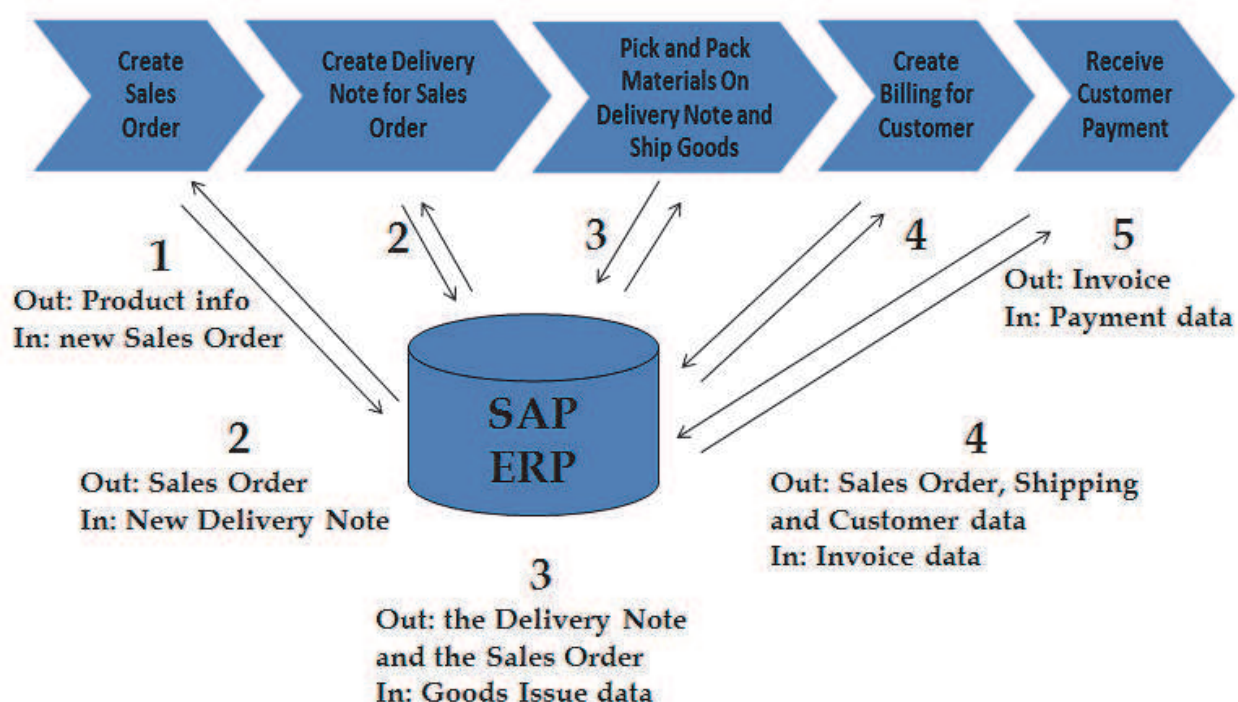 Create
Sales
Order
Create Delivery
Note for Sales
Order
Pick and Pack
Materials On
Delivery Note and
Ship Goods
Create
Billing for
Customer
Receive
Customer
Payment
1
Out: Product info
In: new Sales Order
2
3
4
5
Out: Invoice
In: Payment data
SAP
ERP
2
Out: Sales Order
In: New Delivery Note
4
Out: Sales Order, Shipping
and Customer data
In: Invoice data
3
Out: the Delivery Note
and the Sales Order
In: Goods Issue data